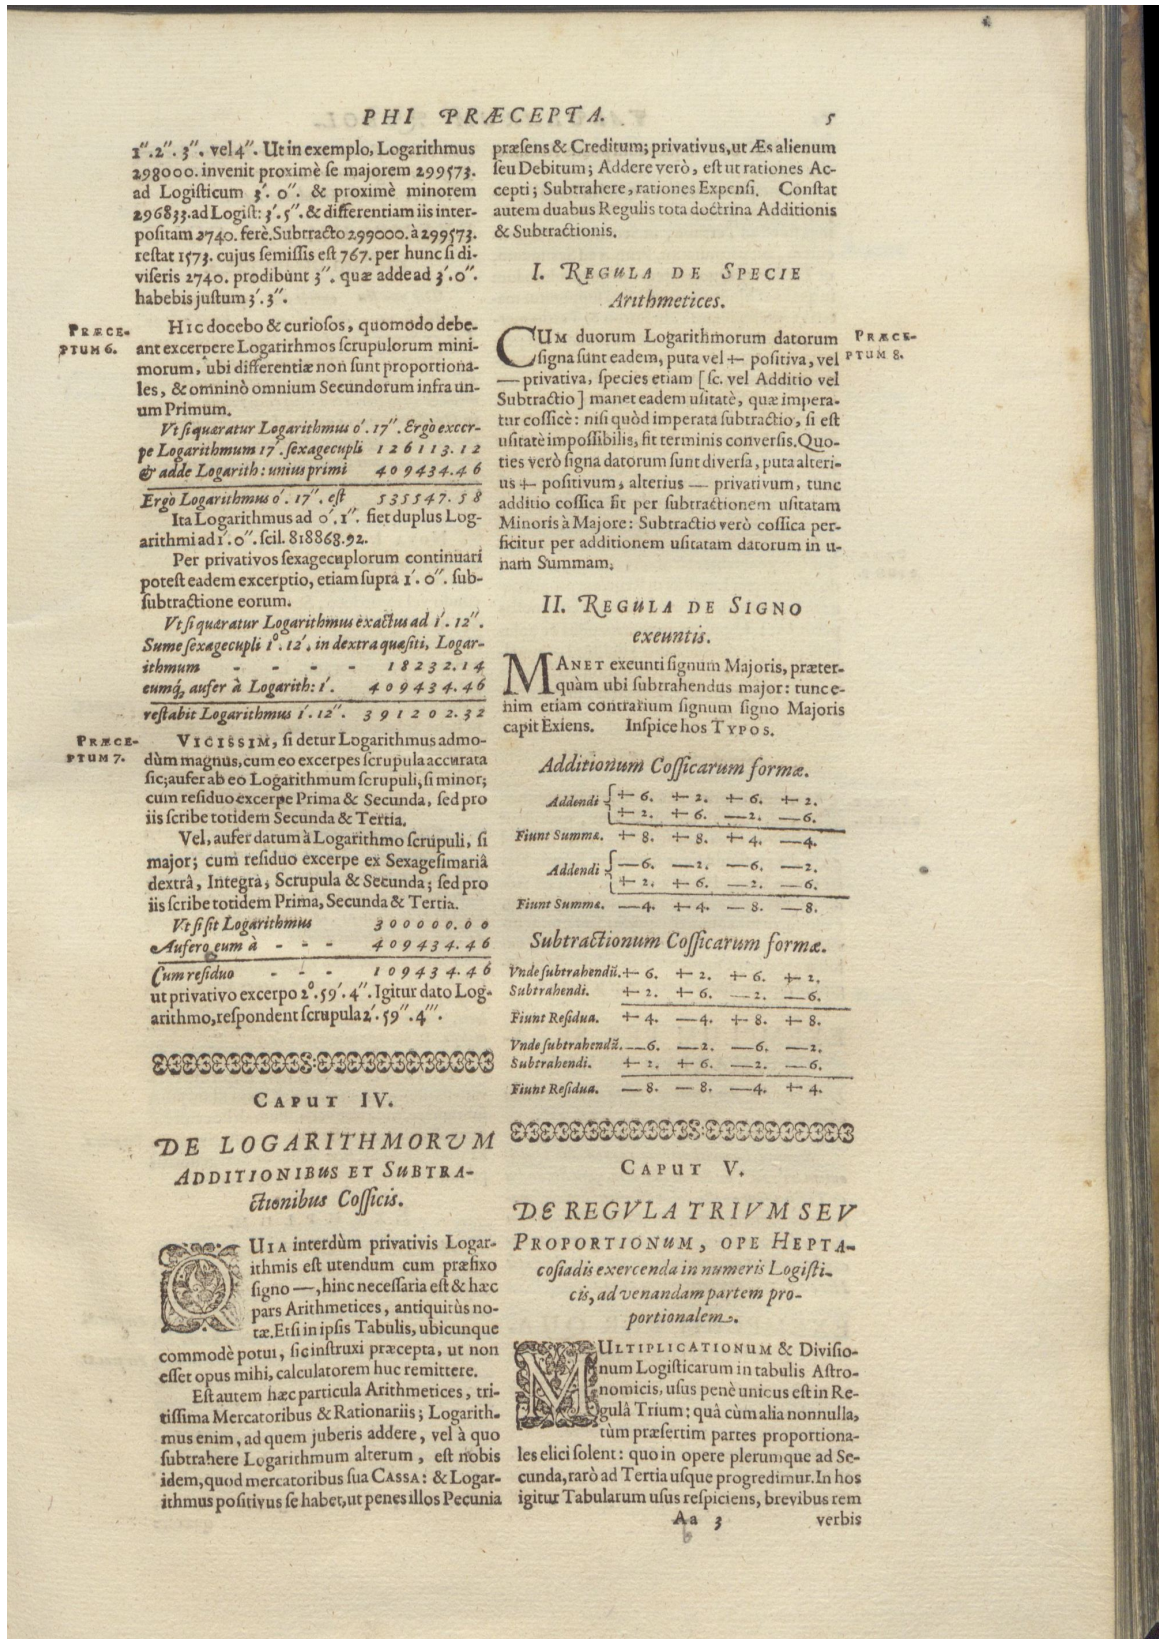 PHI PRÆCEPTA. 5
1″. 2″. 3″. vel 4″. Ut in exemplo, Logarithmus
298000. invenit proximè se majorem 299573.
ad Logisticum 3′. 0″. & proximè minorem
296833. ad Logist: 3′. 5″. & differentiam iis inter-
positam 2740. ferè. Subtracto 299000. à 299573.
restat 1573. cujus semissis est 767. per hunc si di-
viseris 2740. prodibunt 3″. quæ adde ad 3′. 0″.
habebis justum 3′. 3″.
PRÆCE-
PTUM 6.
HIC docebo & curiosos, quomodo debe-
ant excerpere Logarithmos scrupulorum mini-
morum, ubi differentiæ non sunt proportiona-
les, & omninò omnium Secundorum infra un-
um Primum.
Vt si quæratur Logarithmus 0′. 17″. Ergò excer-
pe Logarithmum 17′. sexagecupli 126113.12
& adde Logarith: unius primi 409434.46
Ergò Logarithmus 0′. 17″. est 535547.58
Ita Logarithmus ad 0′. 1″. fiet duplus Log-
arithmi ad 1′. 0″. scil. 818868.92.
Per privativos sexagecuplorum continuari
potest eadem excerptio, etiam supra 1′. 0″. sub-
subtractione eorum.
Vt si quæratur Logarithmus exactus ad 1′. 12″.
Sume sexagecupli 1°. 12′. in dextra quæsiti, Logar-
ithmum - - - - 18232.14
eumq́; aufer à Logarith: 1′. 409434.46
restabit Logarithmus 1′. 12″. 391202.32
PRÆCE-
PTUM 7.
VICISSIM, si detur Logarithmus admo-
dùm magnus, cum eo excerpes scrupula accurata
sic; aufer ab eo Logarithmum scrupuli, si minor;
cum residuo excerpe Prima & Secunda, sed pro
iis scribe totidem Secunda & Tertia.
Vel, aufer datum à Logarithmo scrupuli, si
major; cum residuo excerpe ex Sexagesimariâ
dextrâ, Integra, Scrupula & Secunda; sed pro
iis scribe totidem Prima, Secunda & Tertia.
Vt si sit Logarithmus 300000.00
Aufero eum à - - - 409434.46
Cum residuo - - - 109434.46
ut privativo excerpo 2°. 59′. 4″. Igitur dato Log-
arithmo, respondent scrupula 2′. 59″. 4‴.
CAPUT IV.
DE LOGARITHMORUM
ADDITIONIBUS ET SUBTRA-
ctionibus Cossicis.
QUIA interdùm privativis Logar-
ithmis est utendum cum præfixo
signo —, hinc necessaria est & hæc
pars Arithmetices, antiquitùs no-
tæ. Etsi in ipsis Tabulis, ubicunque
commodè potui, sic instruxi præcepta, ut non
esset opus mihi, calculatorem huc remittere.
Est autem hæc particula Arithmetices, tri-
tissima Mercatoribus & Rationariis; Logarith-
mus enim, ad quem juberis addere, vel à quo
subtrahere Logarithmum alterum, est nobis
idem, quod mercatoribus sua CASSA: & Logar-
ithmus positivus se habet, ut penes illos Pecunia
præsens & Creditum; privativus, ut Æs alienum
seu Debitum; Addere verò, est ut rationes Ac-
cepti; Subtrahere, rationes Expensi. Constat
autem duabus Regulis tota doctrina Additionis
& Subtractionis.
I. REGULA DE SPECIE
Arithmetices.
PRÆCE-
PTUM 8.
CUM duorum Logarithmorum datorum
signa sunt eadem, puta vel + positiva, vel
— privativa, species etiam [sc. vel Additio vel
Subtractio] manet eadem usitatè, quæ impera-
tur cossicè: nisi quòd imperata subtractio, si est
usitatè impossibilis, fit terminis conversis. Quo-
ties verò signa datorum sunt diversa, puta alteri-
us + positivum, alterius — privativum, tunc
additio cossica fit per subtractionem usitatam
Minoris à Majore: Subtractio verò cossica per-
ficitur per additionem usitatam datorum in u-
nam Summam.
II. REGULA DE SIGNO
exeuntis.
MANET exeunti signum Majoris, præter-
quàm ubi subtrahendus major: tunc e-
nim etiam contrarium signum signo Majoris
capit Exiens. Inspice hos TYPOS.
Additionum Cossicarum formæ.
Addendi { + 6. + 2. + 6. + 2.
+ 2. + 6. — 2. — 6.
Fiunt Summæ. + 8. + 8. + 4. — 4.
Addendi { — 6. — 2. — 6. — 2.
+ 2. + 6. — 2. — 6.
Fiunt Summæ. — 4. + 4. — 8. — 8.
Subtractionum Cossicarum formæ.
Unde subtrahendū. + 6. + 2. + 6. + 2.
Subtrahendi. + 2. + 6. — 2. — 6.
Fiunt Residua. + 4. — 4. + 8. + 8.
Unde subtrahendū. — 6. — 2. — 6. — 2.
Subtrahendi. + 2. + 6. — 2. — 6.
Fiunt Residua. — 8. — 8. — 4. + 4.
CAPUT V.
DE REGVLA TRIVM SEV
PROPORTIONUM, OPE HEPTA-
cosiadis exercenda in numeris Logisti-
cis, ad venandam partem pro-
portionalem.
MULTIPLICATIONUM & Divisio-
num Logisticarum in tabulis Astro-
nomicis, usus penè unicus est in Re-
gulâ Trium: quâ cùm alia nonnulla,
tùm præsertim partes proportiona-
les elici solent: quo in opere plerumque ad Se-
cunda, rarò ad Tertia usque progredimur. In hos
igitur Tabularum usus respiciens, brevibus rem
Aa 3 verbis